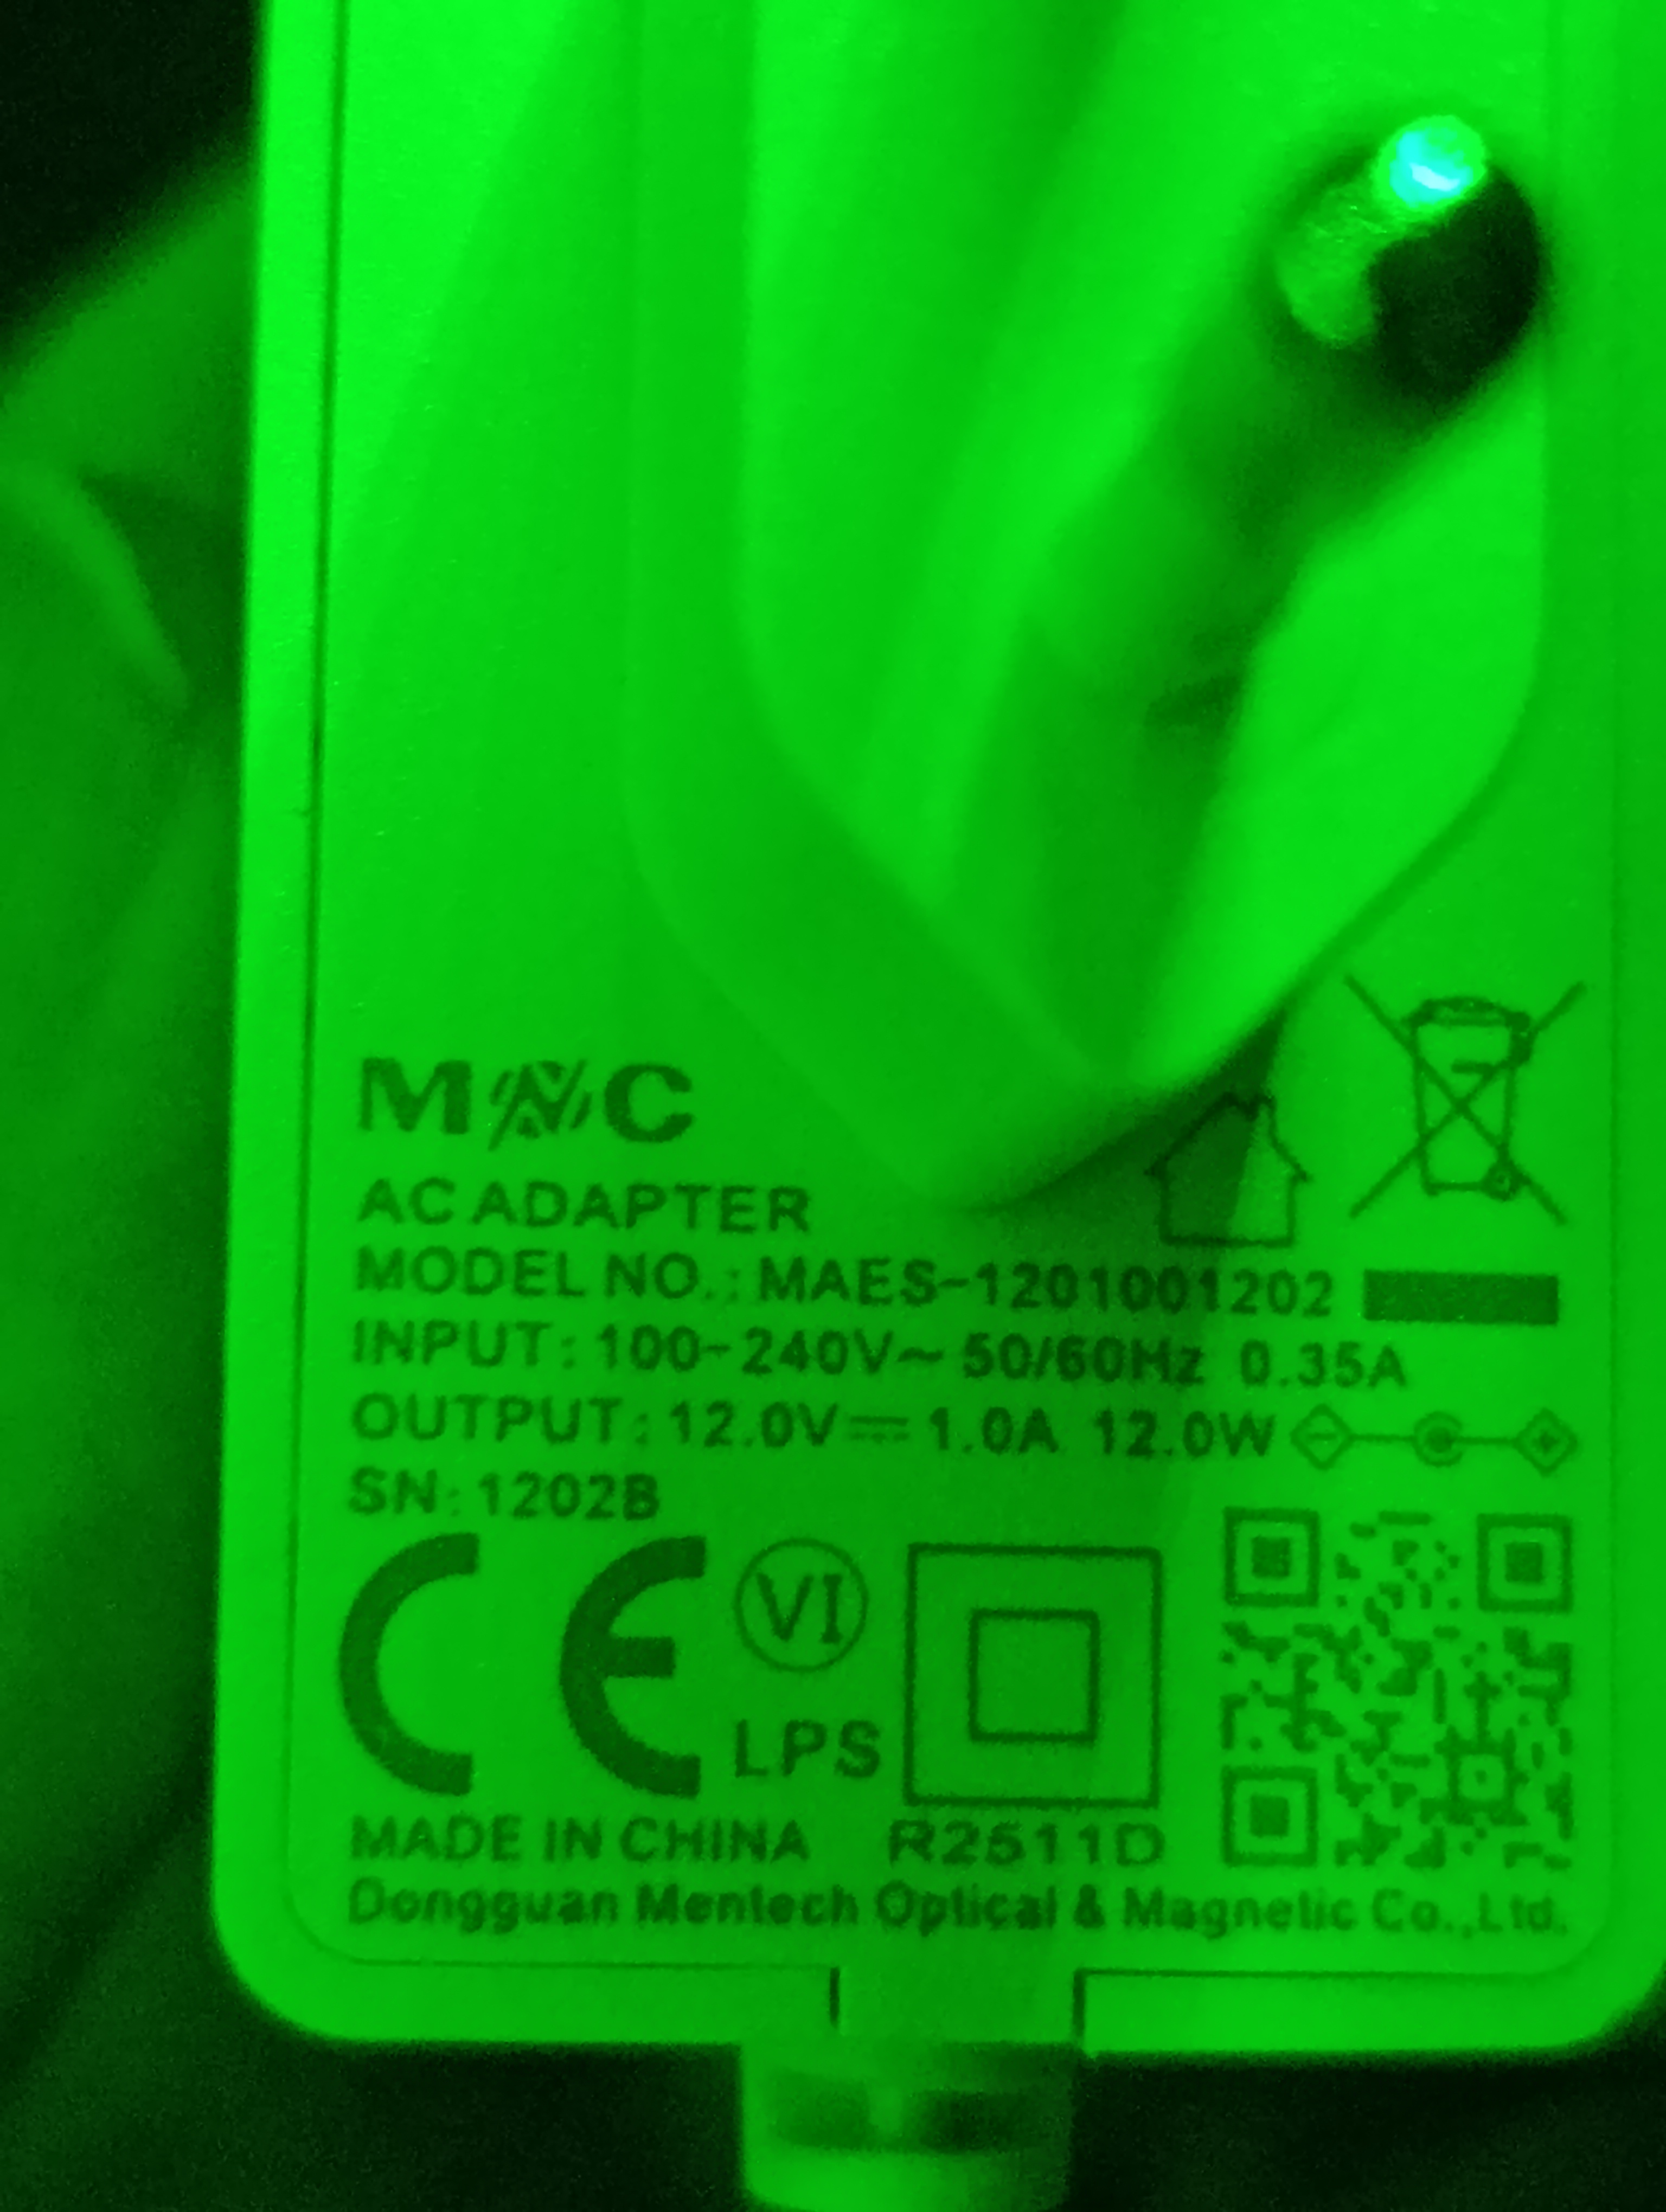 MNC
AC ADAPTER
MODEL NO.: MAES-1201001202
INPUT: 100-240V~ 50/60Hz 0.35A
OUTPUT: 12.0V⎓1.0A 12.0W
SN: 1202B
CE VI
LPS
MADE IN CHINA R2511D
Dongguan Mentech Optical & Magnetic Co.,Ltd.